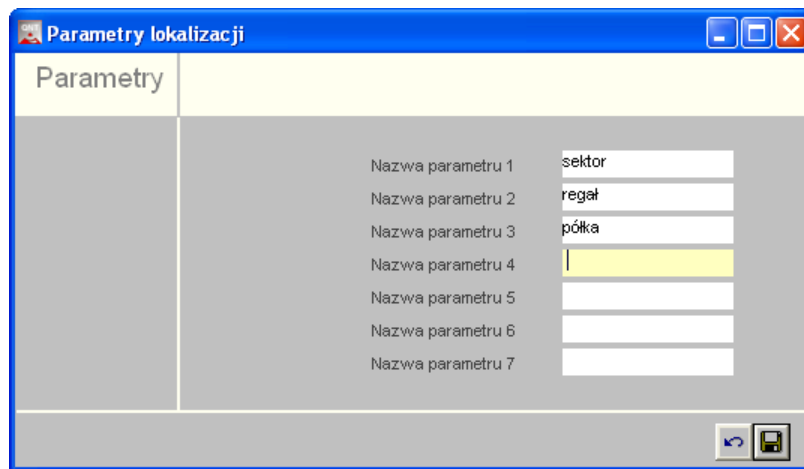 QNT Parametry lokalizacji
Parametry
Nazwa parametru 1 sektor
Nazwa parametru 2 regał
Nazwa parametru 3 półka
Nazwa parametru 4
Nazwa parametru 5
Nazwa parametru 6
Nazwa parametru 7